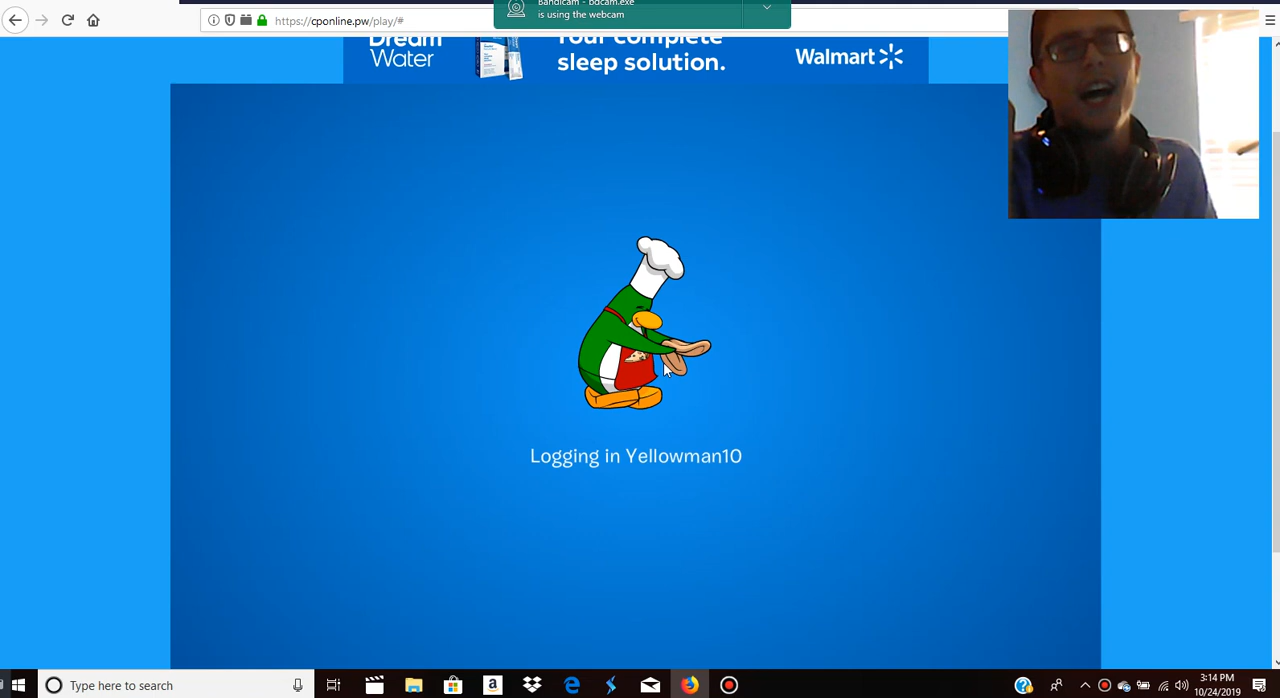 Bandicam - bdcam.exe
is using the webcam
https://cponline.pw/play/#
Dream
Water
Your complete
sleep solution.
Walmart
Logging in Yellowman10
Type here to search
3:14 PM
10/24/2019